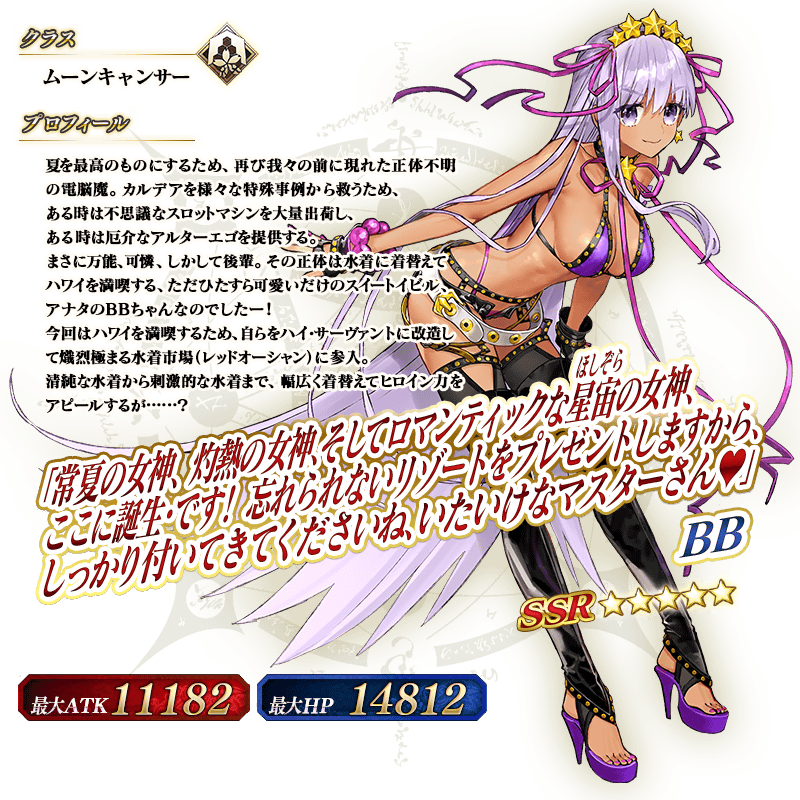 クラス
ムーンキャンサー
プロフィール
夏を最高のものにするため、再び我々の前に現れた正体不明
の電脳魔。カルデアを様々な特殊事例から救うため、
ある時は不思議なスロットマシンを大量出荷し、
ある時は厄介なアルターエゴを提供する。
まさに万能、可憐、しかして後輩。その正体は水着に着替えて
ハワイを満喫する、ただひたすら可愛いだけのスイートイビル、
アナタのBBちゃんなのでしたー！
今回はハワイを満喫するため、自らをハイ・サーヴァントに改造し
て熾烈極まる水着市場（レッドオーシャン）に参入。
清純な水着から刺激的な水着まで、幅広く着替えてヒロイン力を
アピールするが……？
ほしぞら
「常夏の女神、灼熱の女神、そしてロマンティックな星宙の女神、
ここに誕生・です！ 忘れられないリゾートをプレゼントしますから、
しっかり付いてきてくださいね、いたいけなマスターさん♥」
BB
SSR ☆☆☆☆☆
最大ATK 11182
最大HP 14812